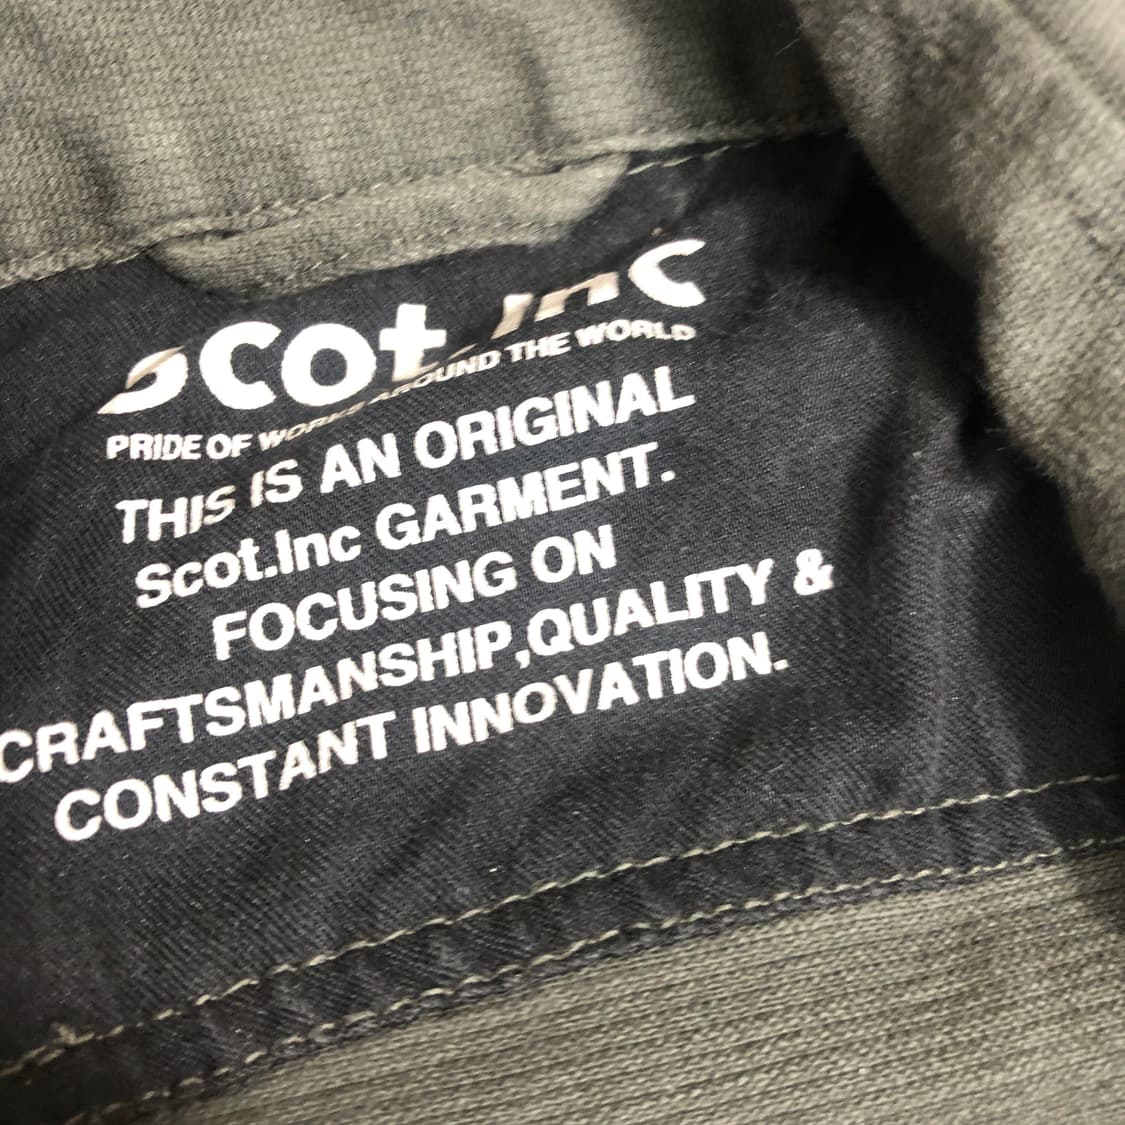 scot.inc
PRIDE OF WORKS AROUND THE WORLD
THIS IS AN ORIGINAL
Scot.Inc GARMENT.
FOCUSING ON
CRAFTSMANSHIP,QUALITY &
CONSTANT INNOVATION.